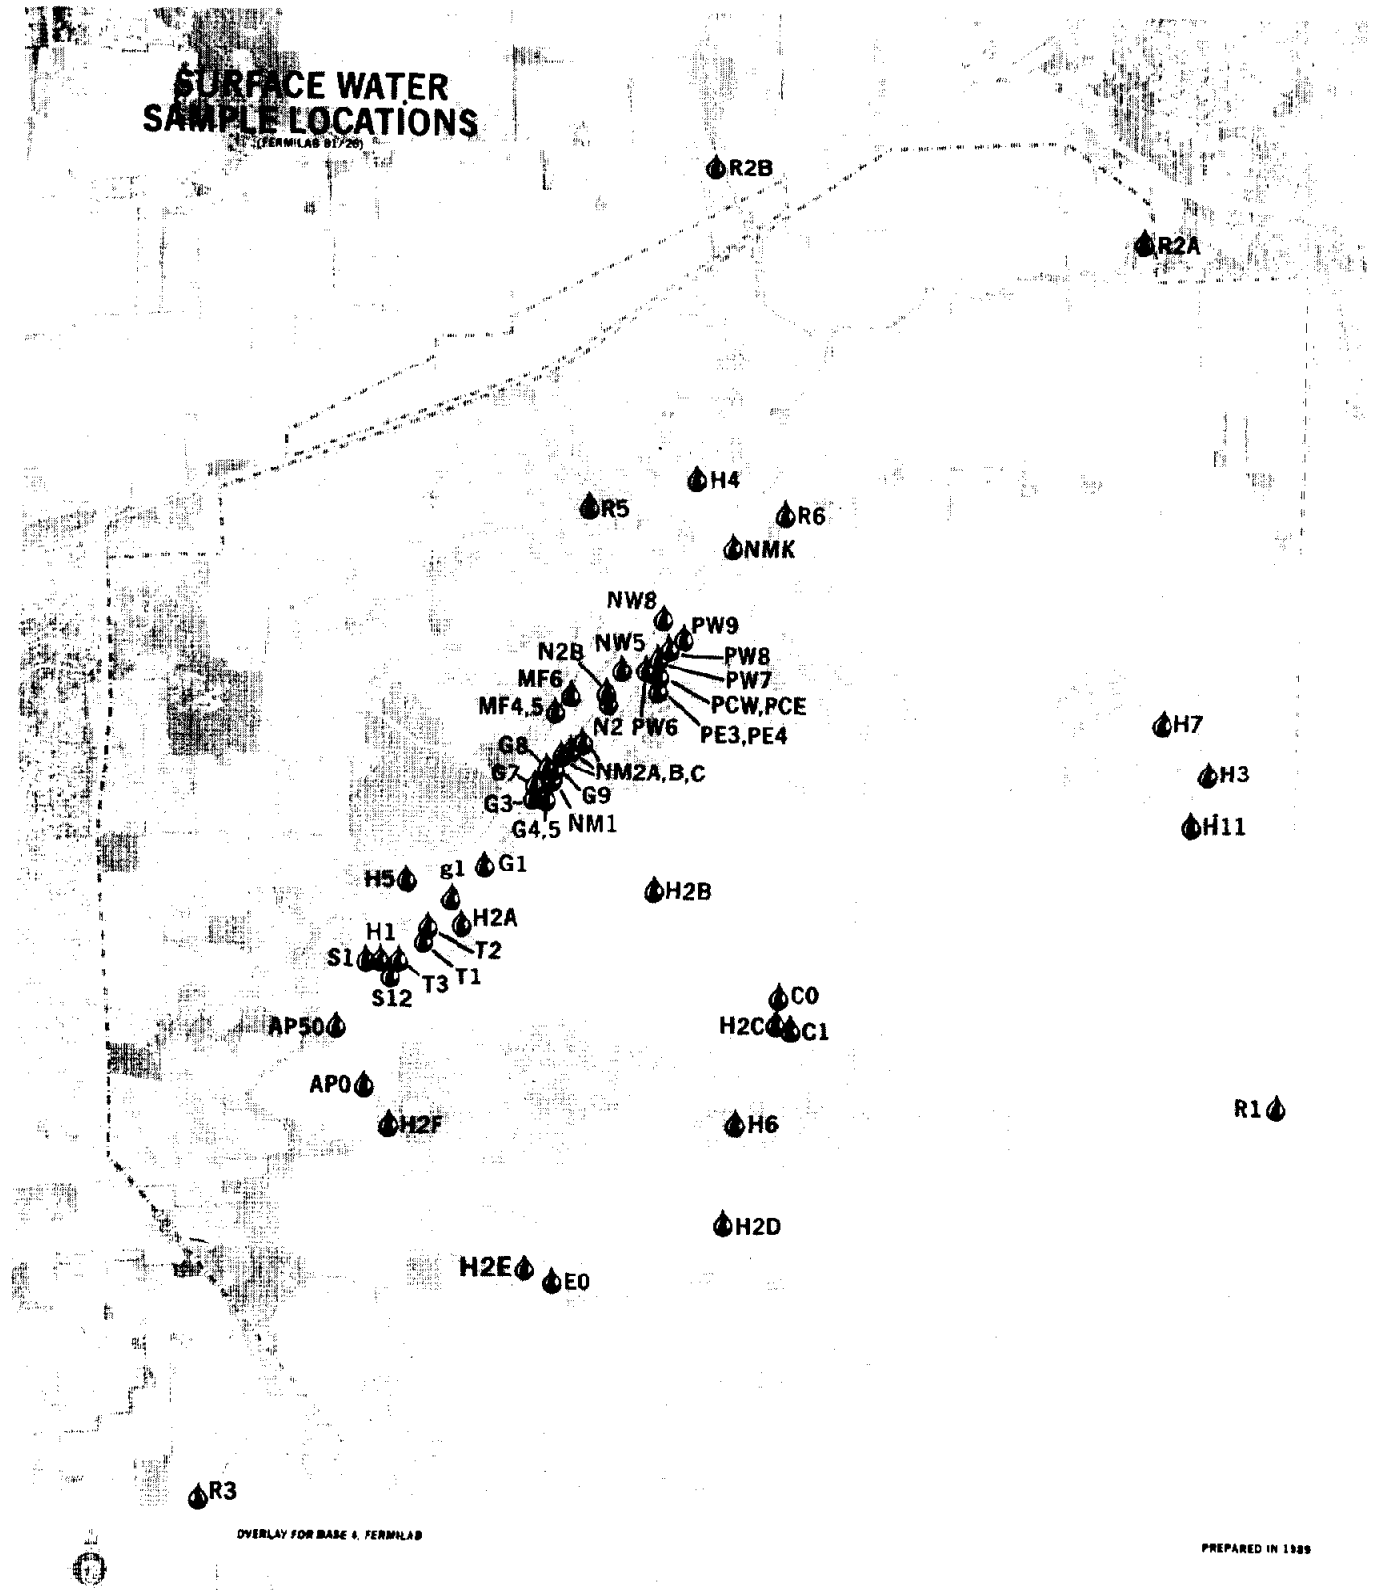 SURFACE WATER
SAMPLE LOCATIONS
R2B
R2A
H4
R5
R6
NMK
NW8
PW9
NW5
N2B
PW8
MF6
PW7
MF4,5
PCW,PCE
N2 PW6
PE3,PE4
H7
G8
G7
NM2A,B,C
H3
G9
G3
NM1
G4,5
H11
g1
G1
H5
H2B
H2A
H1
T2
S1
T1
T3
S12
C0
AP50
H2C
C1
AP0
R1
H2F
H6
H2D
H2E
E0
R3
OVERLAY FOR BASE 4, FERMILAB
PREPARED IN 1989